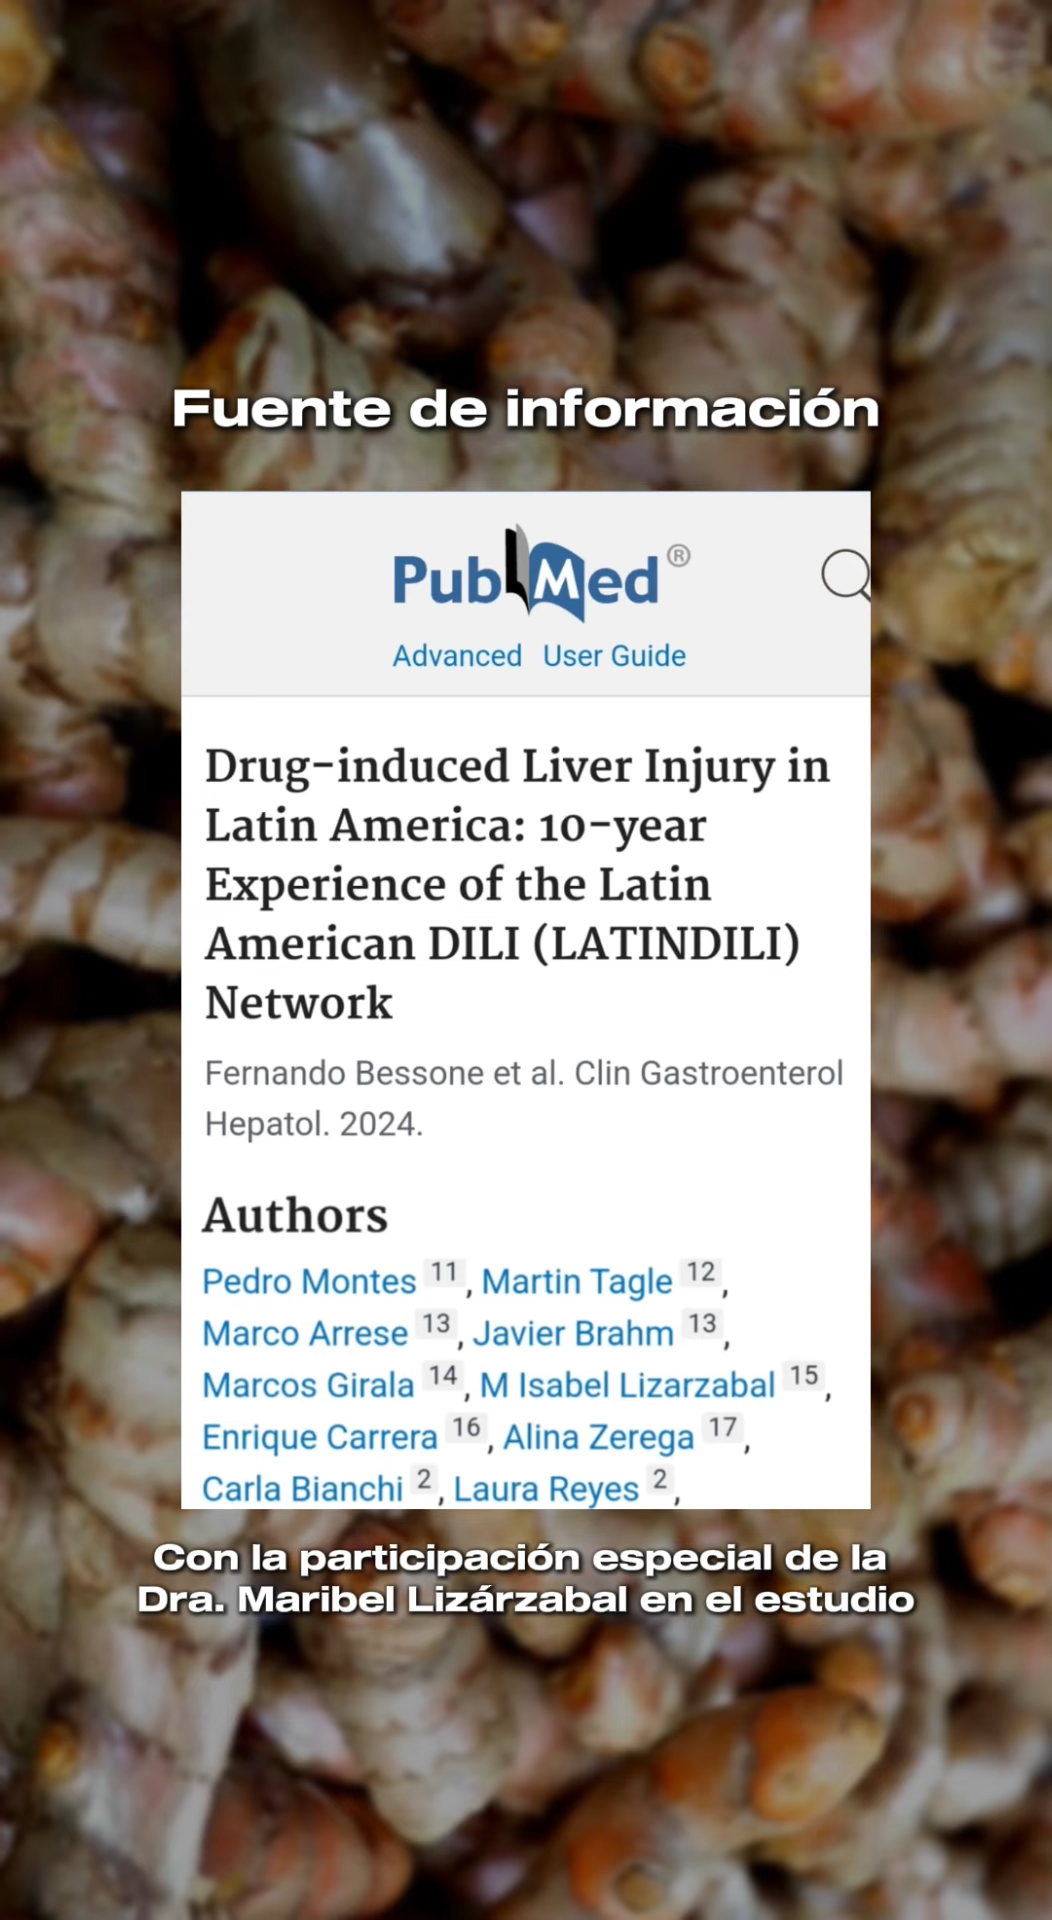 Fuente de información
PubMed®
Advanced User Guide
Drug-induced Liver Injury in
Latin America: 10-year
Experience of the Latin
American DILI (LATINDILI)
Network
Fernando Bessone et al. Clin Gastroenterol
Hepatol. 2024.
Authors
Pedro Montes 11, Martin Tagle 12,
Marco Arrese 13, Javier Brahm 13,
Marcos Girala 14, M Isabel Lizarzabal 15,
Enrique Carrera 16, Alina Zerega 17,
Carla Bianchi 2, Laura Reyes 2,
Con la participación especial de la
Dra. Maribel Lizárzabal en el estudio